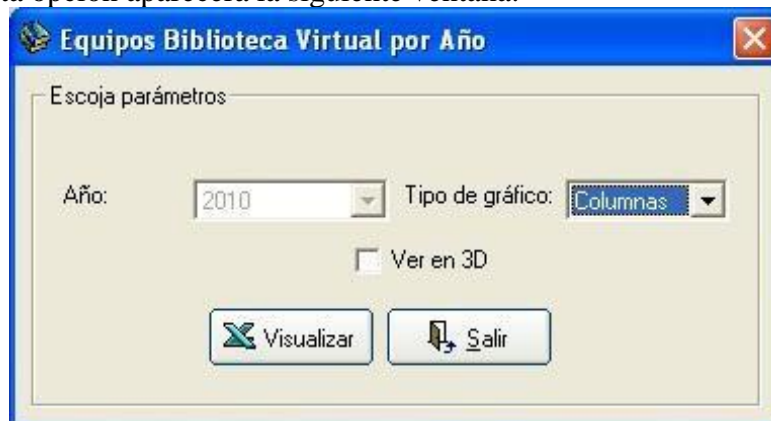 opción aparecerá la siguiente ventana:
Equipos Biblioteca Virtual por Año
Escoja parámetros
Año: 2010 Tipo de gráfico: Columnas
Ver en 3D
Visualizar Salir